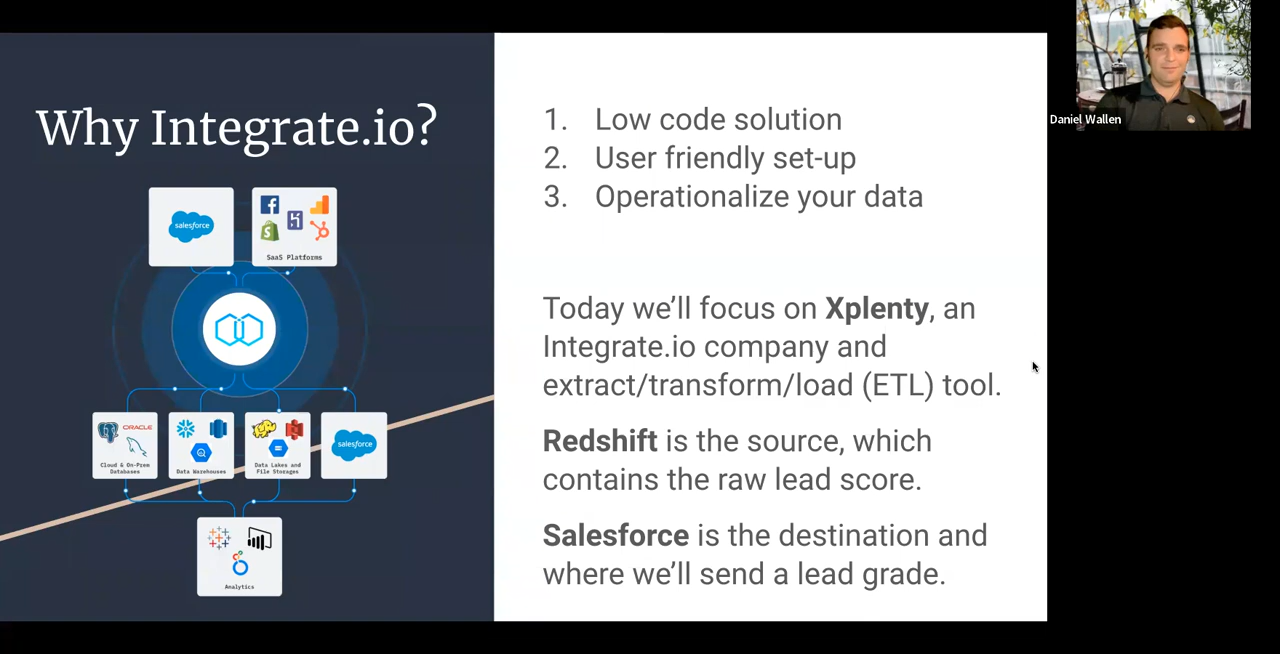 Why Integrate.io?
salesforce
SaaS Platforms
ORACLE
Cloud & On-Prem
Databases
Data Warehouses
Data Lakes and
File Storages
salesforce
Analytics
1. Low code solution
2. User friendly set-up
3. Operationalize your data
Today we’ll focus on Xplenty, an
Integrate.io company and
extract/transform/load (ETL) tool.
Redshift is the source, which
contains the raw lead score.
Salesforce is the destination and
where we’ll send a lead grade.
Daniel Wallen